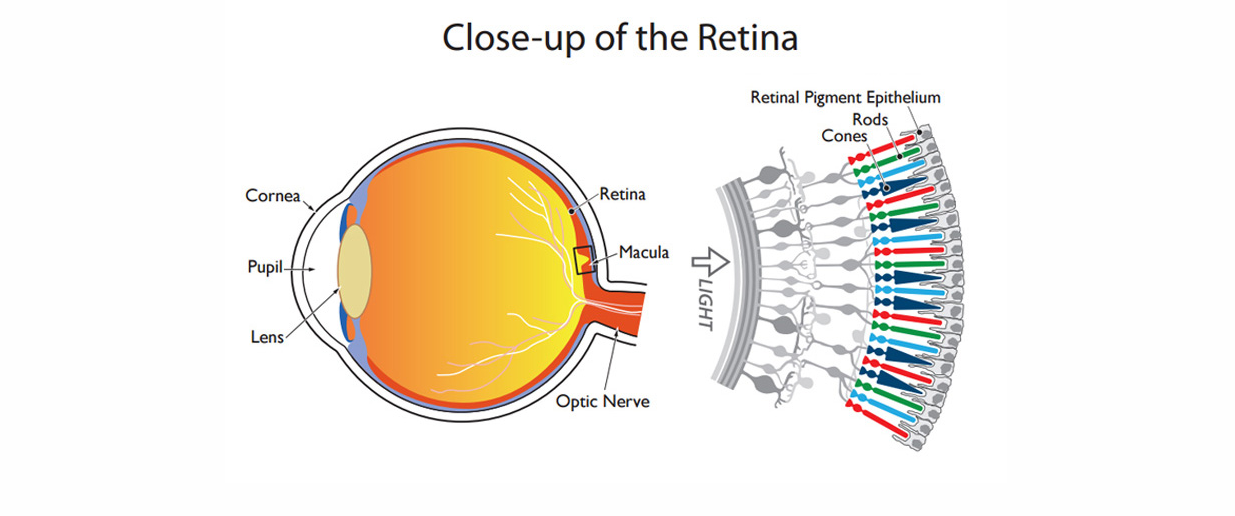 Close-up of the Retina
Cornea
Pupil
Lens
Retina
Macula
Optic Nerve
Retinal Pigment Epithelium
Rods
Cones
LIGHT